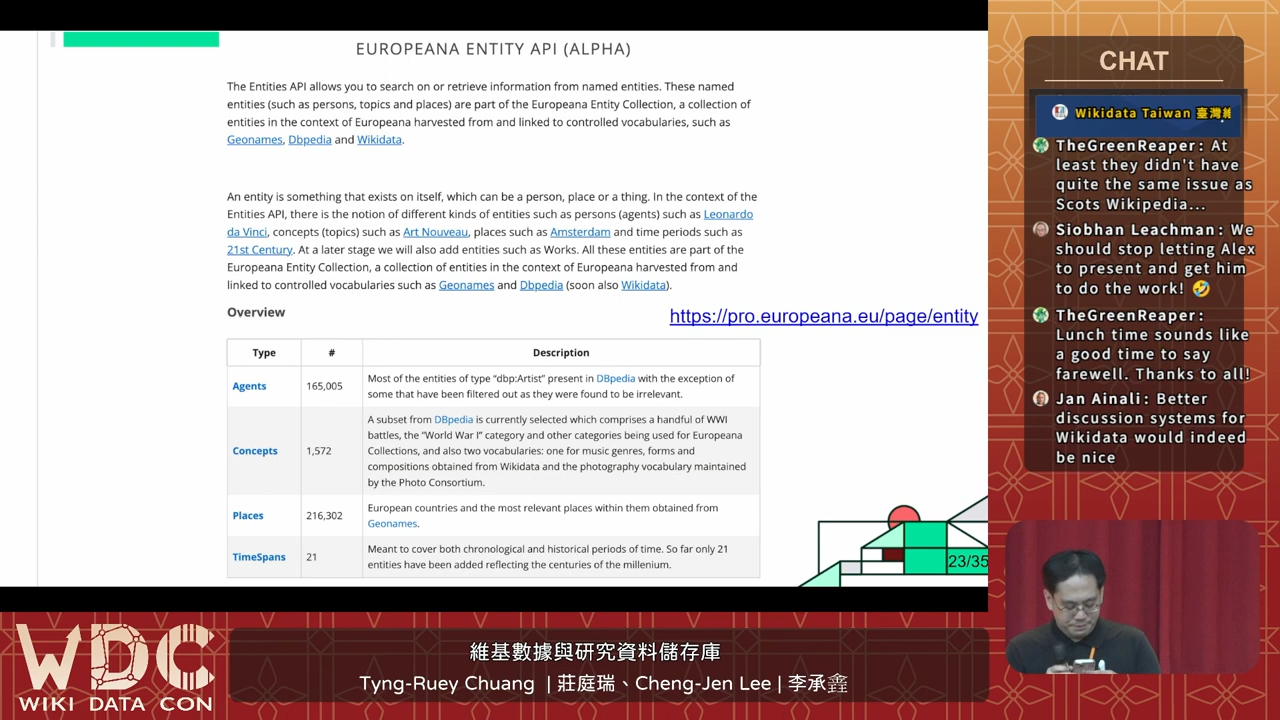 EUROPEANA ENTITY API (ALPHA)
The Entities API allows you to search on or retrieve information from named entities. These named
entities (such as persons, topics and places) are part of the Europeana Entity Collection, a collection of
entities in the context of Europeana harvested from and linked to controlled vocabularies, such as
Geonames, Dbpedia and Wikidata.
An entity is something that exists on itself, which can be a person, place or a thing. In the context of the
Entities API, there is the notion of different kinds of entities such as persons (agents) such as Leonardo
da Vinci, concepts (topics) such as Art Nouveau, places such as Amsterdam and time periods such as
21st Century. At a later stage we will also add entities such as Works. All these entities are part of the
Europeana Entity Collection, a collection of entities in the context of Europeana harvested from and
linked to controlled vocabularies such as Geonames and Dbpedia (soon also Wikidata).
Overview
https://pro.europeana.eu/page/entity
Type # Description
Agents 165,005 Most of the entities of type “dbp:Artist” present in DBpedia with the exception of
some that have been filtered out as they were found to be irrelevant.
Concepts 1,572 A subset from DBpedia is currently selected which comprises a handful of WWI
battles, the “World War I” category and other categories being used for Europeana
Collections, and also two vocabularies: one for music genres, forms and
compositions obtained from Wikidata and the photography vocabulary maintained
by the Photo Consortium.
Places 216,302 European countries and the most relevant places within them obtained from
Geonames.
TimeSpans 21 Meant to cover both chronological and historical periods of time. So far only 21
entities have been added reflecting the centuries of the millenium.
23/35
CHAT
Wikidata Taiwan 臺灣維
TheGreenReaper: At
least they didn't have
quite the same issue as
Scots Wikipedia...
Siobhan Leachman: We
should stop letting Alex
to present and get him
to do the work! 🤣
TheGreenReaper:
Lunch time sounds like
a good time to say
farewell. Thanks to all!
Jan Ainali: Better
discussion systems for
Wikidata would indeed
be nice
WDC
WIKI DATA CON
維基數據與研究資料儲存庫
Tyng-Ruey Chuang | 莊庭瑞、Cheng-Jen Lee | 李承錱